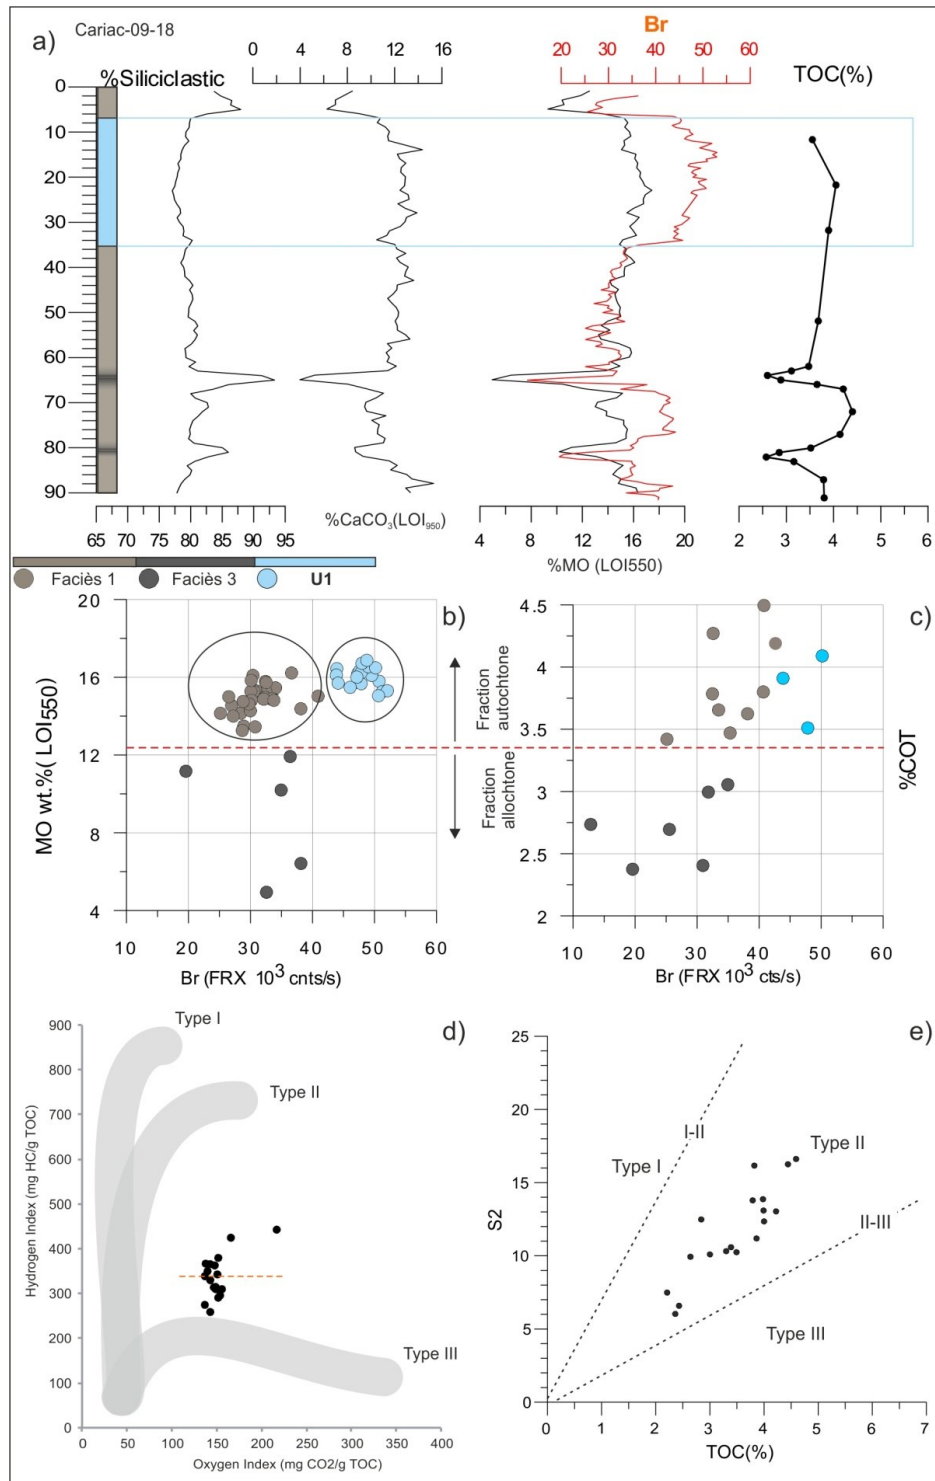 a)
Cariac-09-18
Br
0 4 8 12 16
20 30 40 50 60
%Siliciclastic
TOC(%)
0
10
20
30
40
50
60
70
80
90
65 70 75 80 85 90 95
%CaCO3(LOI950)
4 8 12 16 20
%MO (LOI550)
2 3 4 5 6
Faciès 1
Faciès 3
U1
b)
20
16
12
8
4
MO wt.%( LOI550)
10 20 30 40 50 60
Br (FRX 10³ cnts/s)
Fraction
autochtone
Fraction
allochtone
c)
4.5
4
3.5
3
2.5
2
%COT
10 20 30 40 50 60
Br (FRX 10³ cts/s)
d)
900
800
700
600
500
400
300
200
100
0
Hydrogen Index (mg HC/g TOC)
Type I
Type II
Type III
0 50 100 150 200 250 300 350 400
Oxygen Index (mg CO2/g TOC)
e)
25
20
15
10
5
0
S2
I-II
Type I
Type II
II-III
Type III
0 1 2 3 4 5 6 7
TOC(%)